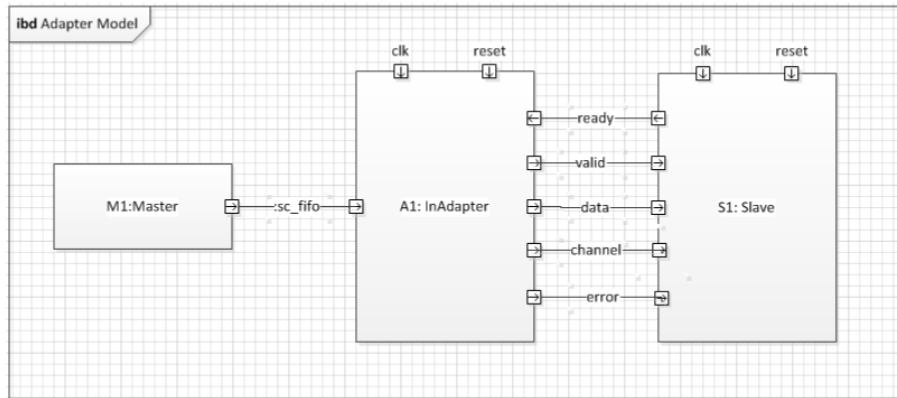 ibd Adapter Model
clk
reset
clk
reset
ready
valid
M1:Master
:sc_fifo
A1: InAdapter
data
S1: Slave
channel
error